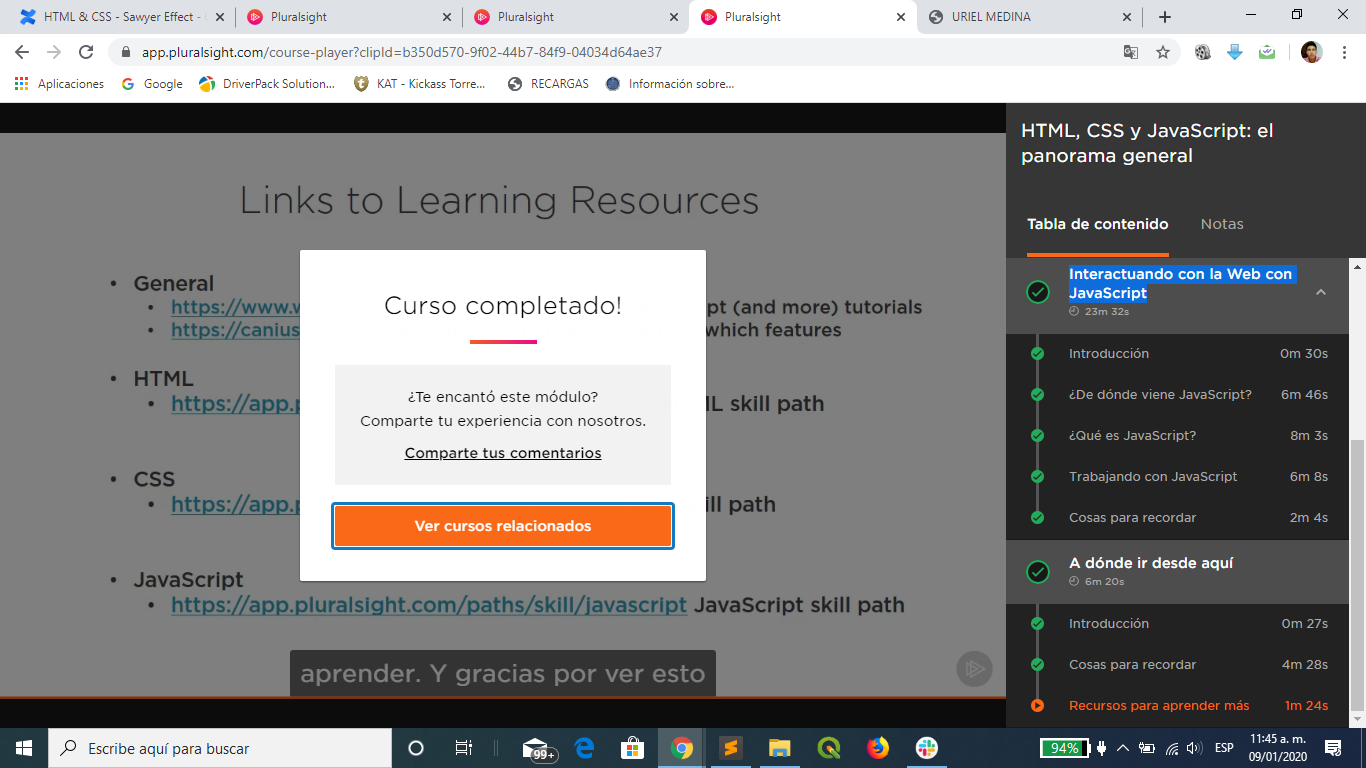 HTML & CSS - Sawyer Effect -
Pluralsight
Pluralsight
Pluralsight
URIEL MEDINA
app.pluralsight.com/course-player?clipId=b350d570-9f02-44b7-84f9-04034d64ae37
Aplicaciones
Google
DriverPack Solution...
KAT - Kickass Torre...
RECARGAS
Información sobre...
Links to Learning Resources
• General
• https://www.w
pt (and more) tutorials
• https://canius
which features
• HTML
• https://app.p
ML skill path
• CSS
• https://app.p
ill path
• JavaScript
• https://app.pluralsight.com/paths/skill/javascript JavaScript skill path
aprender. Y gracias por ver esto
Curso completado!
¿Te encantó este módulo?
Comparte tu experiencia con nosotros.
Comparte tus comentarios
Ver cursos relacionados
HTML, CSS y JavaScript: el
panorama general
Tabla de contenido
Notas
Interactuando con la Web con
JavaScript
23m 32s
Introducción 0m 30s
¿De dónde viene JavaScript? 6m 46s
¿Qué es JavaScript? 8m 3s
Trabajando con JavaScript 6m 8s
Cosas para recordar 2m 4s
A dónde ir desde aquí
6m 20s
Introducción 0m 27s
Cosas para recordar 4m 28s
Recursos para aprender más 1m 24s
Escribe aquí para buscar
99+
94%
ESP
11:45 a. m.
09/01/2020